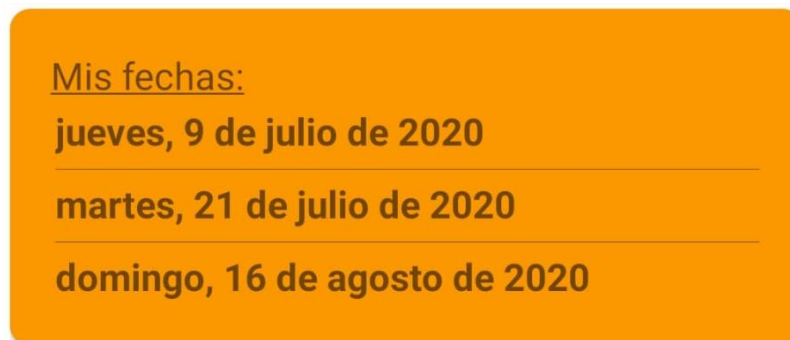 Mis fechas:
jueves, 9 de julio de 2020
martes, 21 de julio de 2020
domingo, 16 de agosto de 2020